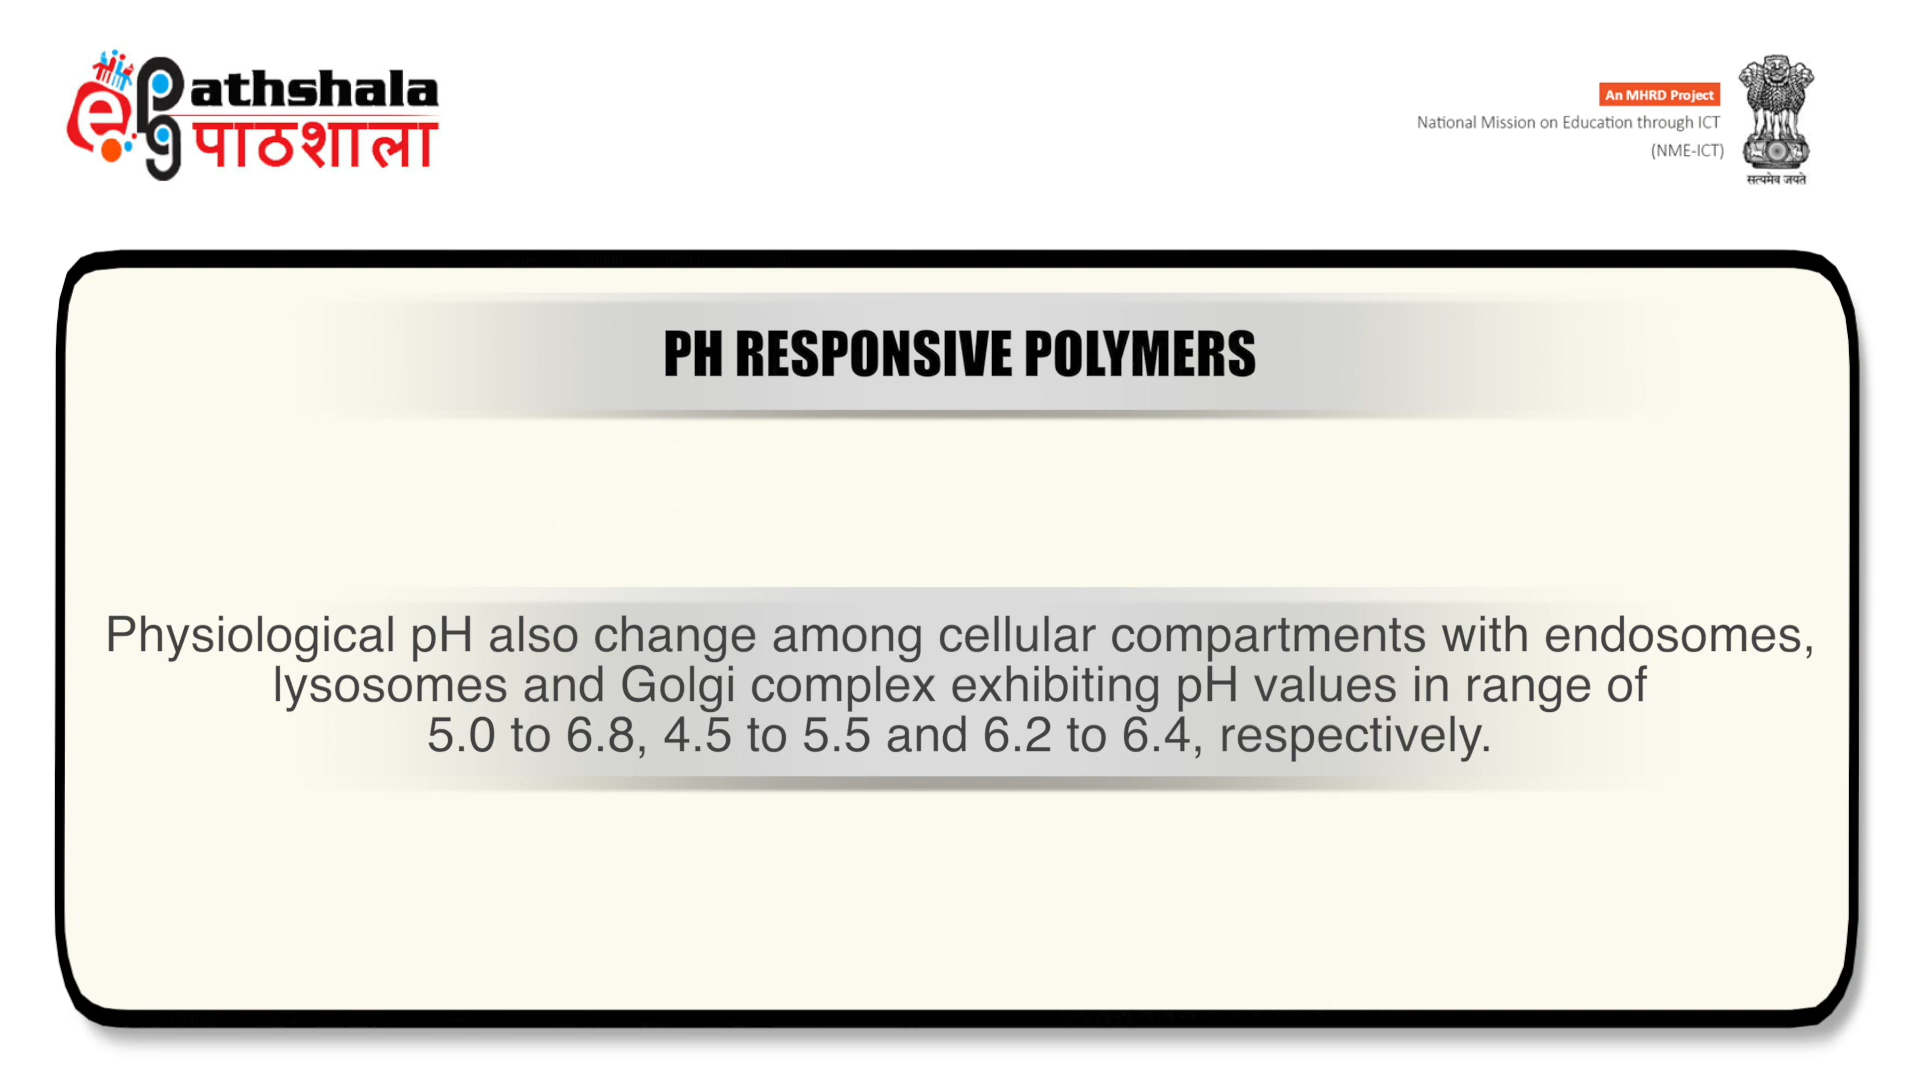 ePgPathshala
पाठशाला
An MHRD Project
National Mission on Education through ICT
(NME-ICT)
सत्यमेव जयते
PH RESPONSIVE POLYMERS
Physiological pH also change among cellular compartments with endosomes,
lysosomes and Golgi complex exhibiting pH values in range of
5.0 to 6.8, 4.5 to 5.5 and 6.2 to 6.4, respectively.